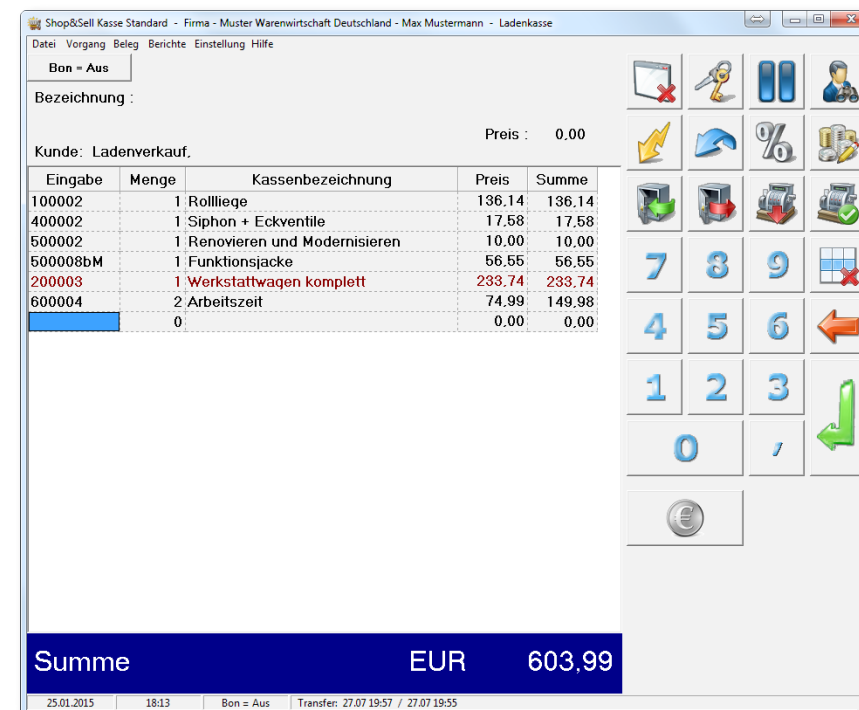 Shop&Sell Kasse Standard - Firma - Muster Warenwirtschaft Deutschland - Max Mustermann - Ladenkasse
Datei Vorgang Beleg Berichte Einstellung Hilfe
Bon = Aus
Bezeichnung :
Preis : 0,00
Kunde: Ladenverkauf,
Eingabe Menge Kassenbezeichnung Preis Summe
100002 1 Rollliege 136,14 136,14
400002 1 Siphon + Eckventile 17,58 17,58
500002 1 Renovieren und Modernisieren 10,00 10,00
500008bM 1 Funktionsjacke 56,55 56,55
200003 1 Werkstattwagen komplett 233,74 233,74
600004 2 Arbeitszeit 74,99 149,98
0 0,00 0,00
%
7 8 9
4 5 6
1 2 3
0 ,
€
Summe EUR 603,99
25.01.2015 18:13 Bon = Aus Transfer: 27.07 19:57 / 27.07 19:55